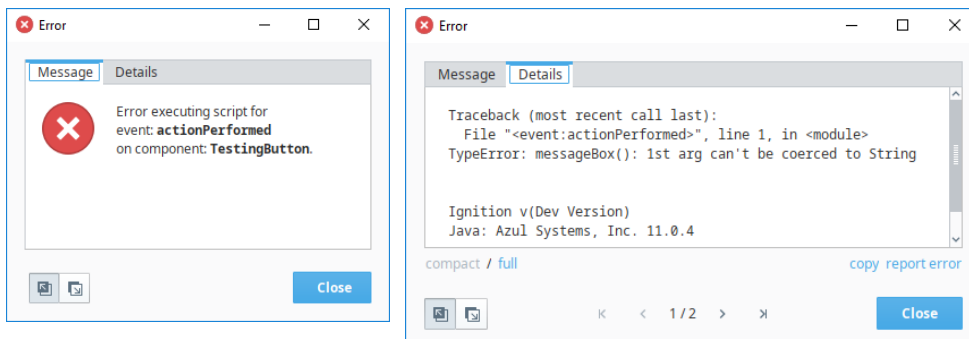 Error
Message Details
Error executing script for
event: actionPerformed
on component: TestingButton.
Close
Error
Message Details
Traceback (most recent call last):
File "<event:actionPerformed>", line 1, in <module>
TypeError: messageBox(): 1st arg can't be coerced to String
Ignition v(Dev Version)
Java: Azul Systems, Inc. 11.0.4
compact / full
copy report error
1 / 2
Close